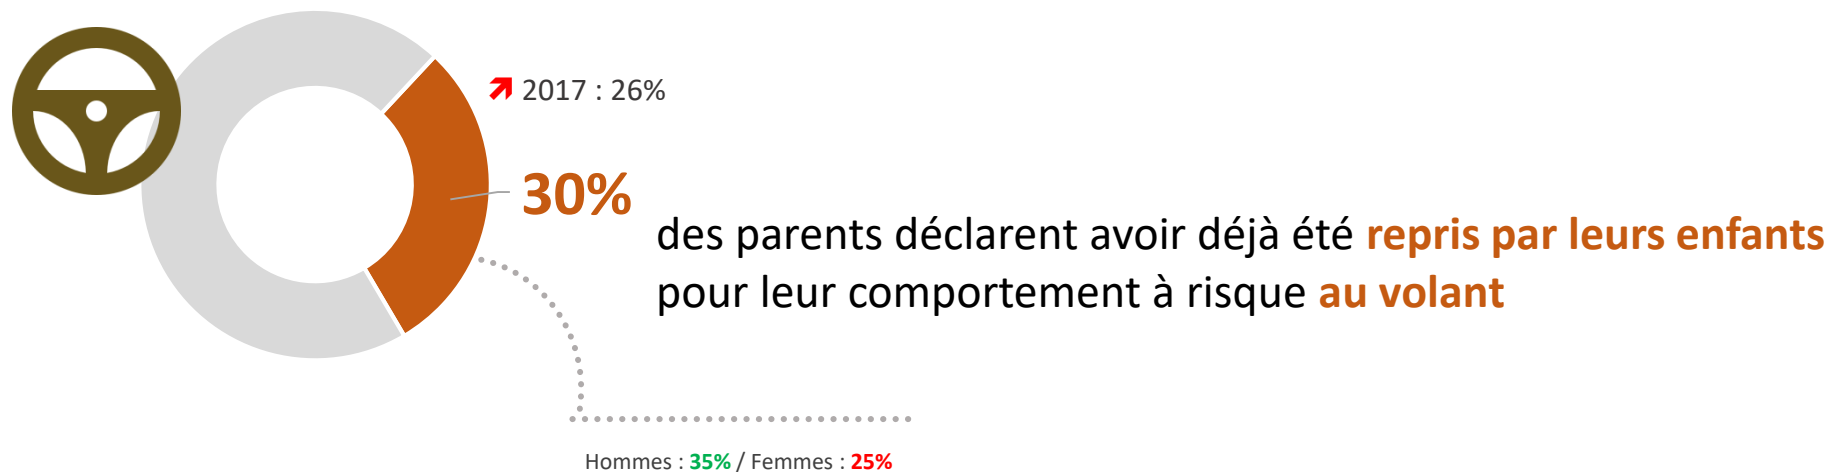 2017 : 26%
30%
des parents déclarent avoir déjà été repris par leurs enfants
pour leur comportement à risque au volant
Hommes : 35% / Femmes : 25%